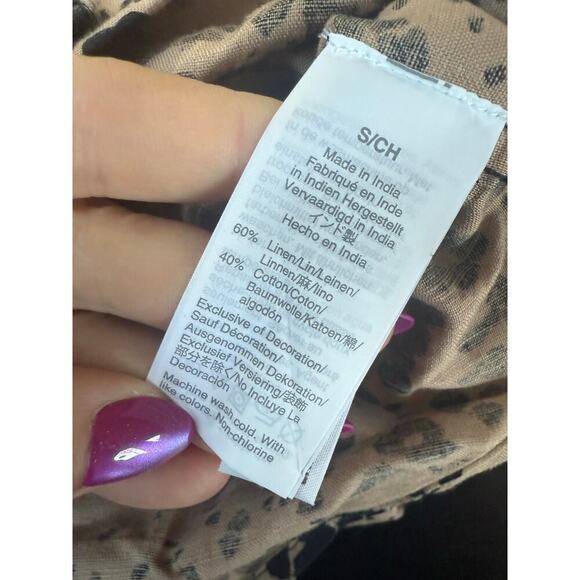 S/CH
Made in India
Fabriqué en Inde
in Indien Hergestellt
Vervaardigd in India
インド製
Hecho en India
60% Linen/Lin/Leinen/
Linnen/麻/lino
40% Cotton/Coton/
Baumwolle/Katoen/綿/
algodón
Exclusive of Decoration/
Sauf Décoration/
Ausgenommen Dekoration/
Exclusief Versiering/装飾
部分を除く/No Incluye La
Decoración
Machine wash cold. With
like colors. Non-chlorine